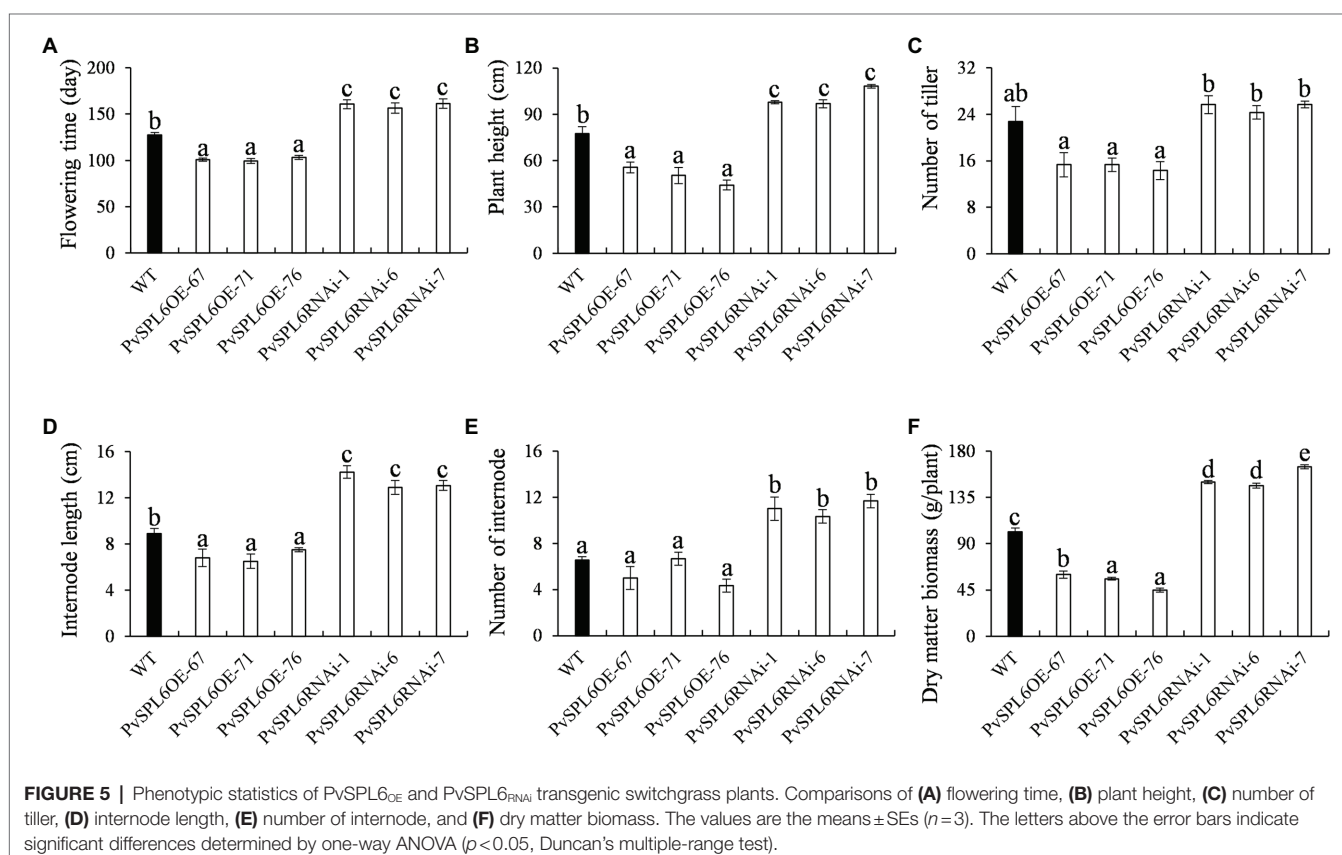 A
Flowering time (day)
200
150
100
50
0
b
a
a
a
c
c
c
WT
PvSPL6OE-67
PvSPL6OE-71
PvSPL6OE-76
PvSPL6RNAi-1
PvSPL6RNAi-6
PvSPL6RNAi-7
B
Plant height (cm)
120
90
60
30
0
b
a
a
a
c
c
c
WT
PvSPL6OE-67
PvSPL6OE-71
PvSPL6OE-76
PvSPL6RNAi-1
PvSPL6RNAi-6
PvSPL6RNAi-7
C
Number of tiller
32
24
16
8
0
ab
a
a
a
b
b
b
WT
PvSPL6OE-67
PvSPL6OE-71
PvSPL6OE-76
PvSPL6RNAi-1
PvSPL6RNAi-6
PvSPL6RNAi-7
D
Internode length (cm)
16
12
8
4
0
b
a
a
a
c
c
c
WT
PvSPL6OE-67
PvSPL6OE-71
PvSPL6OE-76
PvSPL6RNAi-1
PvSPL6RNAi-6
PvSPL6RNAi-7
E
Number of internode
16
12
8
4
0
a
a
a
a
b
b
b
WT
PvSPL6OE-67
PvSPL6OE-71
PvSPL6OE-76
PvSPL6RNAi-1
PvSPL6RNAi-6
PvSPL6RNAi-7
F
Dry matter biomass (g/plant)
180
135
90
45
0
c
b
a
a
d
d
e
WT
PvSPL6OE-67
PvSPL6OE-71
PvSPL6OE-76
PvSPL6RNAi-1
PvSPL6RNAi-6
PvSPL6RNAi-7
FIGURE 5 | Phenotypic statistics of PvSPL6OE and PvSPL6RNAi transgenic switchgrass plants. Comparisons of (A) flowering time, (B) plant height, (C) number of
tiller, (D) internode length, (E) number of internode, and (F) dry matter biomass. The values are the means ± SEs (n = 3). The letters above the error bars indicate
significant differences determined by one-way ANOVA (p < 0.05, Duncan's multiple-range test).